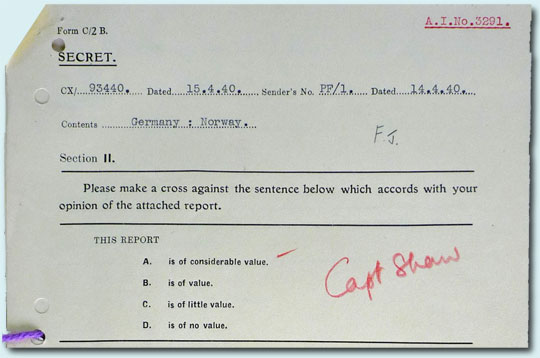 Form C/2 B.
A.I.No.3291.
SECRET.
CX/ 93440. Dated 15.4.40. Sender's No. PF/1. Dated 14.4.40.
Contents Germany : Norway.
F.J.
Section II.
Please make a cross against the sentence below which accords with your
opinion of the attached report.
THIS REPORT
A. is of considerable value.
B. is of value.
Capt Shaw
C. is of little value.
D. is of no value.